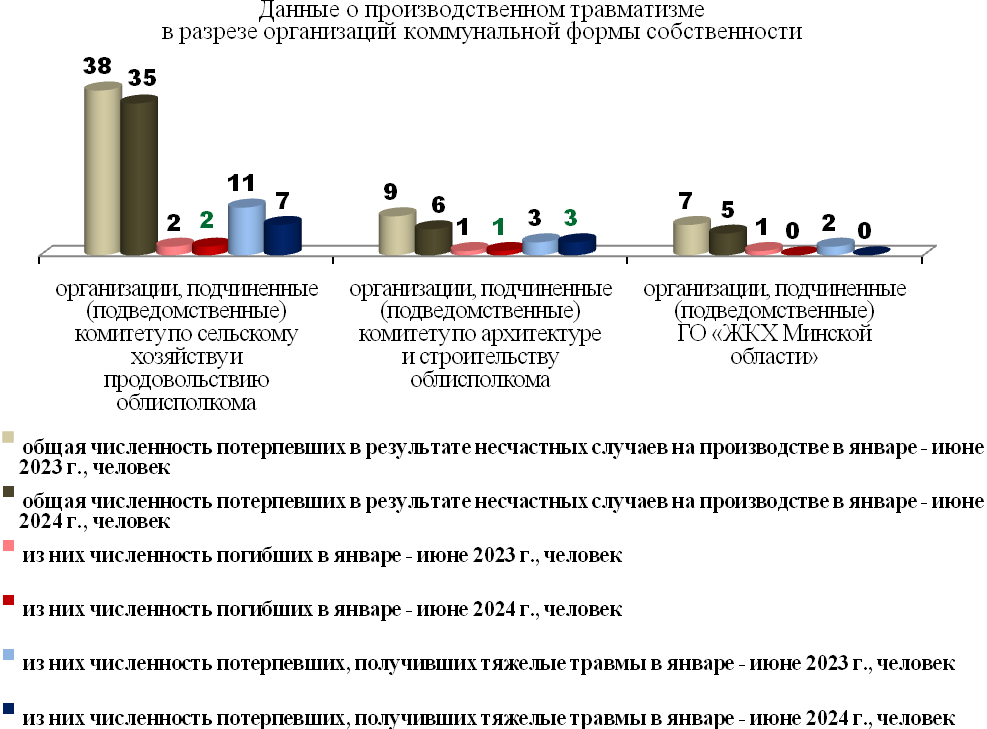 Данные о производственном травматизме
в разрезе организаций коммунальной формы собственности
38 35 2 2 11 7 9 6 1 1 3 3 7 5 1 0 2 0
организации, подчиненные
(подведомственные)
комитету по сельскому
хозяйству и
продовольствию
облисполкома
организации, подчиненные
(подведомственные)
комитету по архитектуре
и строительству
облисполкома
организации, подчиненные
(подведомственные)
ГО «ЖКХ Минской
области»
общая численность потерпевших в результате несчастных случаев на производстве в январе - июне
2023 г., человек
общая численность потерпевших в результате несчастных случаев на производстве в январе - июне
2024 г., человек
из них численность погибших в январе - июне 2023 г., человек
из них численность погибших в январе - июне 2024 г., человек
из них численность потерпевших, получивших тяжелые травмы в январе - июне 2023 г., человек
из них численность потерпевших, получивших тяжелые травмы в январе - июне 2024 г., человек